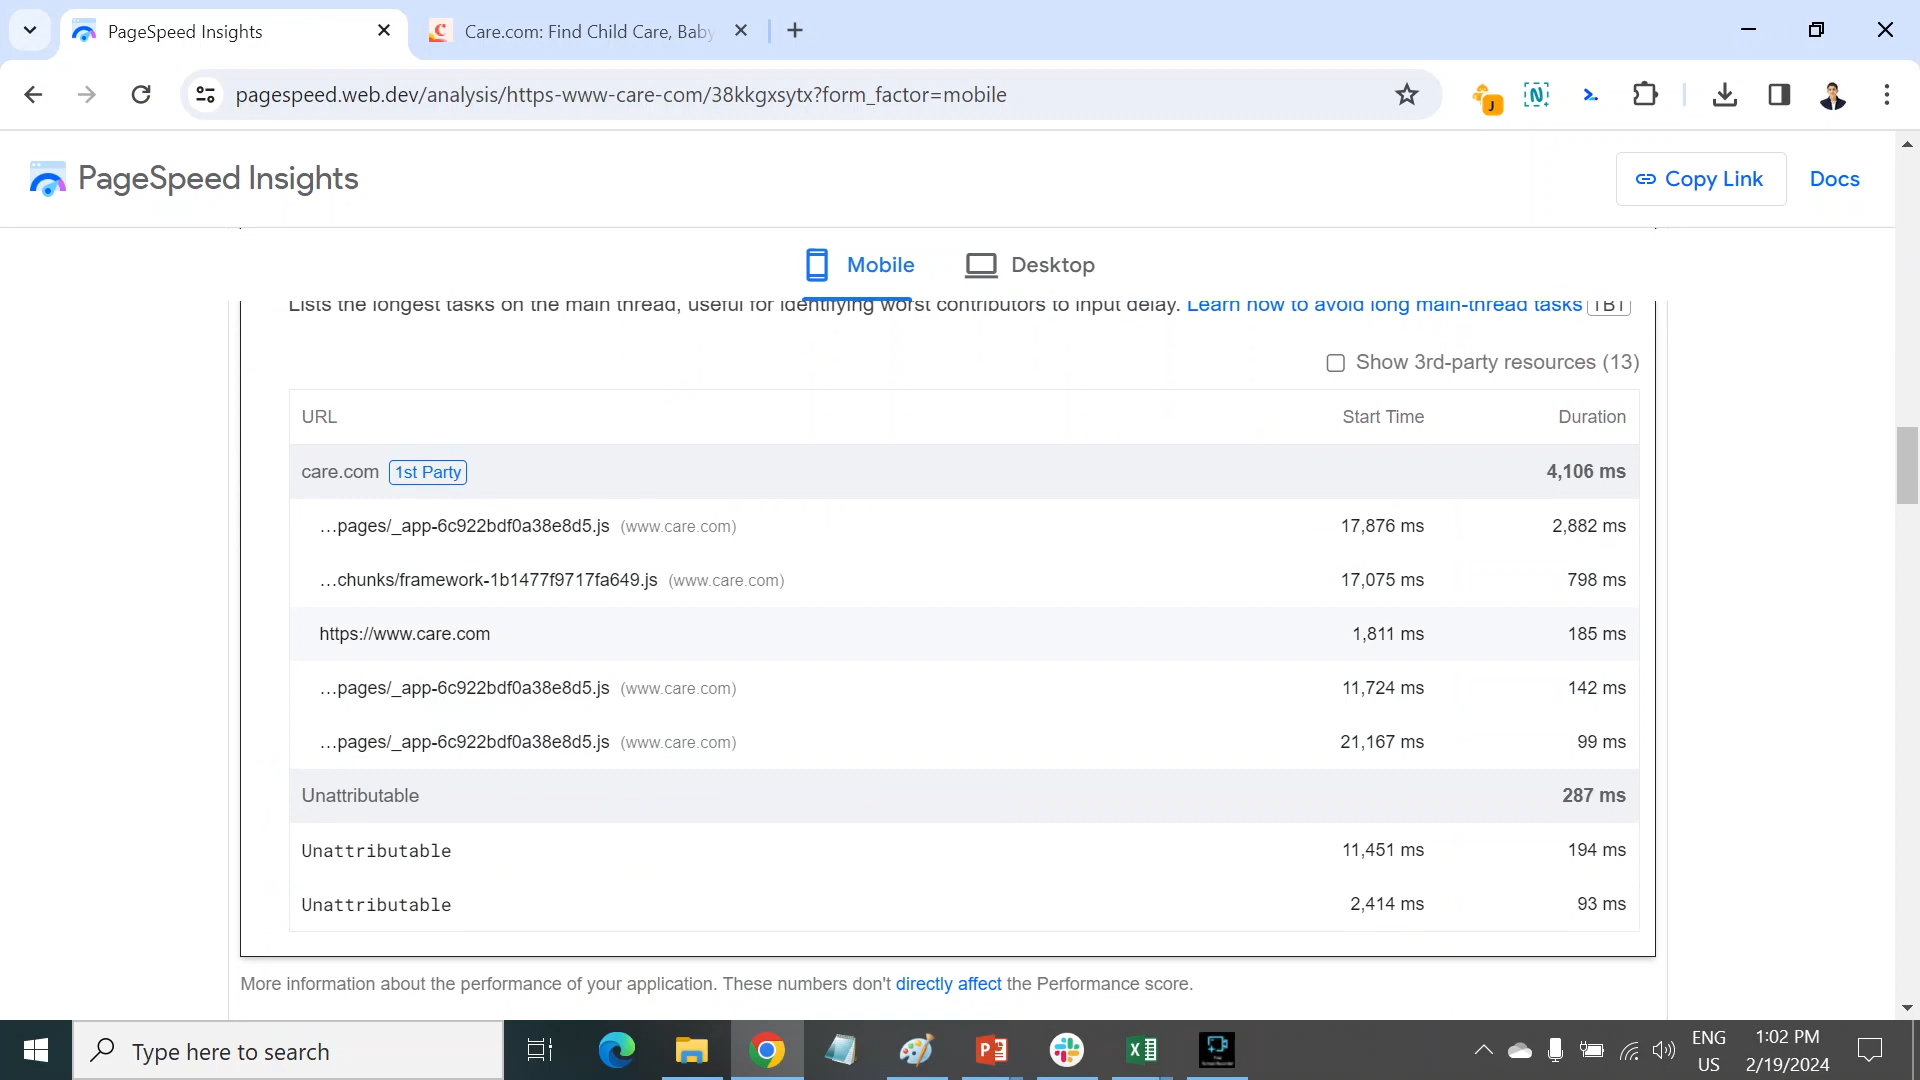 PageSpeed Insights
Care.com: Find Child Care, Baby
pagespeed.web.dev/analysis/https-www-care-com/38kkgxsytx?form_factor=mobile
J
N
PageSpeed Insights
Copy Link
Docs
Mobile
Desktop
Lists the longest tasks on the main thread, useful for identifying worst contributors to input delay. Learn how to avoid long main-thread tasks TBT
Show 3rd-party resources (13)
URL Start Time Duration
care.com 1st Party 4,106 ms
…pages/_app-6c922bdf0a38e8d5.js (www.care.com) 17,876 ms 2,882 ms
…chunks/framework-1b1477f9717fa649.js (www.care.com) 17,075 ms 798 ms
https://www.care.com 1,811 ms 185 ms
…pages/_app-6c922bdf0a38e8d5.js (www.care.com) 11,724 ms 142 ms
…pages/_app-6c922bdf0a38e8d5.js (www.care.com) 21,167 ms 99 ms
Unattributable 287 ms
Unattributable 11,451 ms 194 ms
Unattributable 2,414 ms 93 ms
More information about the performance of your application. These numbers don't directly affect the Performance score.
Type here to search
ENG
US
1:02 PM
2/19/2024